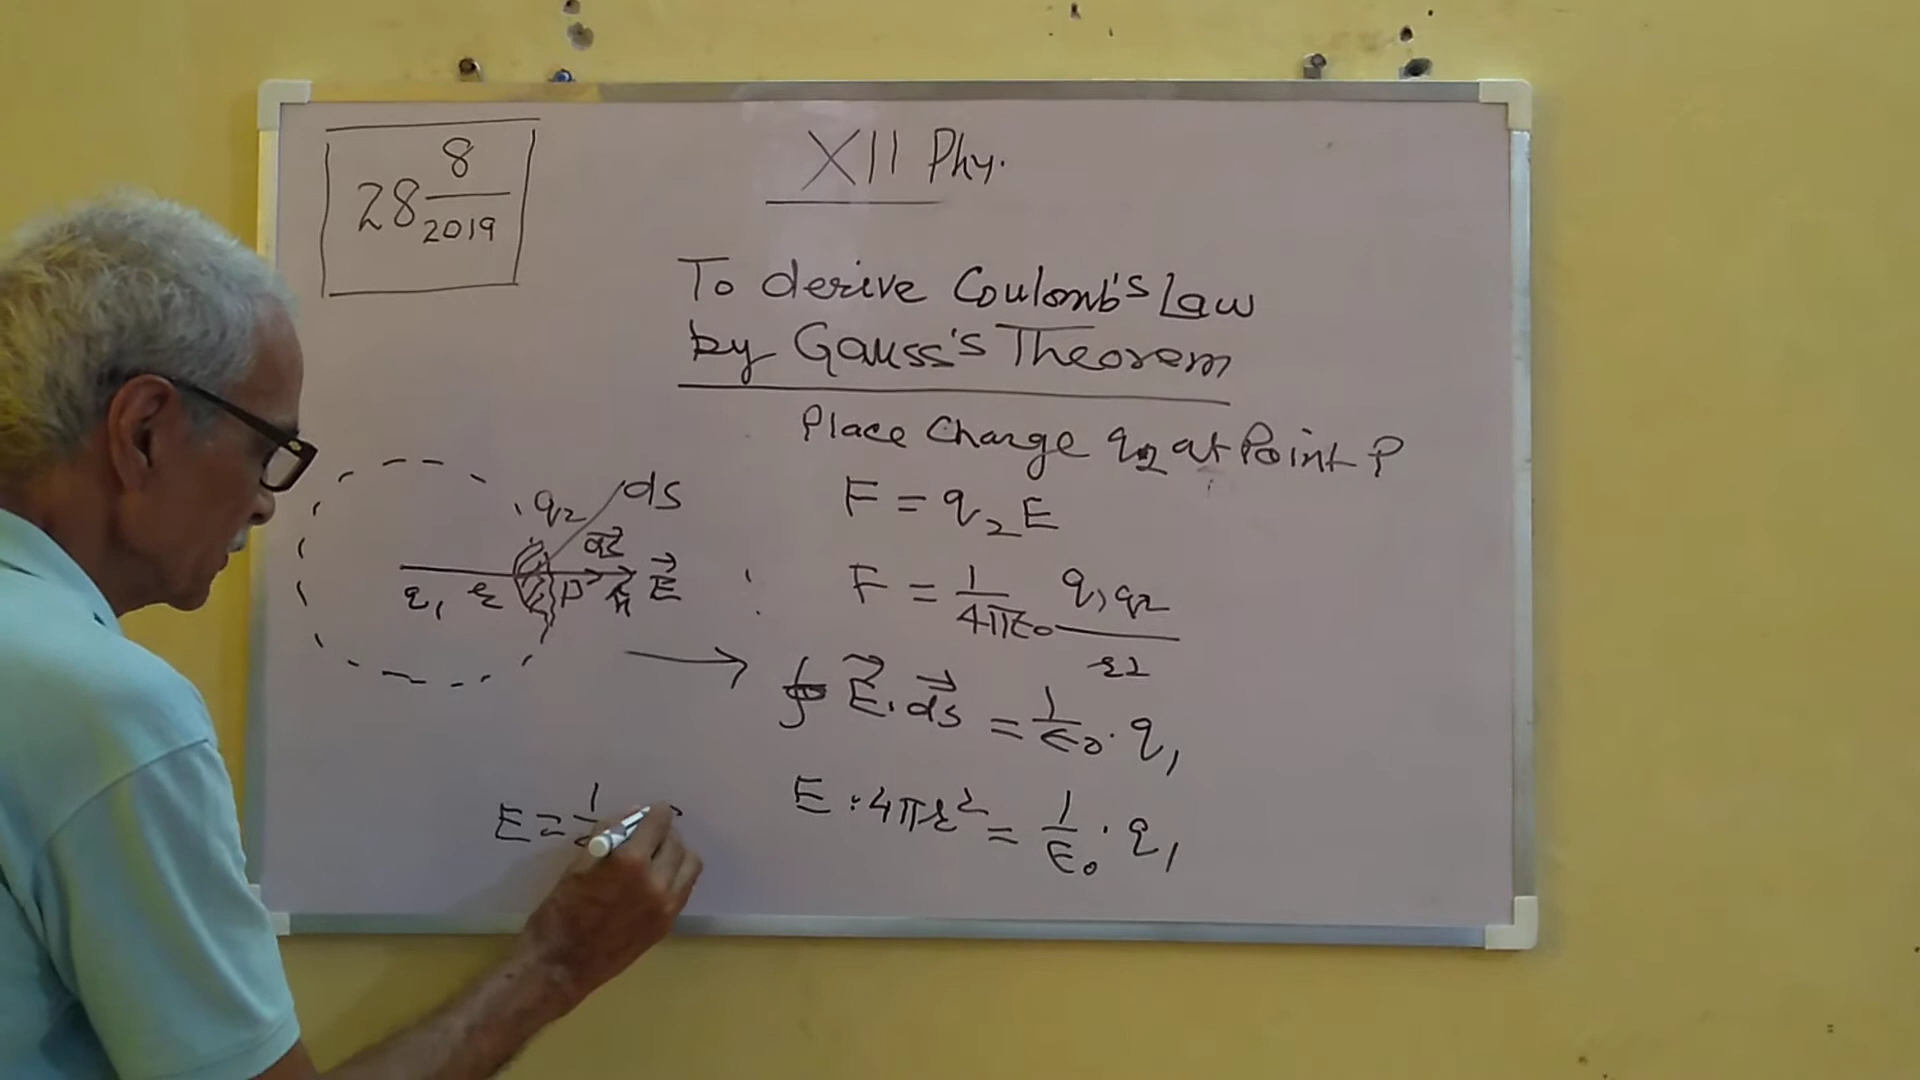 28 8/2019
XII Phy.
To derive Coulomb's Law
by Gauss's Theorem
Place Charge q2 at Point P
F = q₂E
F = 1/4πε₀ q₁q₂/r²
∮ E⃗. d⃗s = 1/ε₀ . q₁
E . 4πr² = 1/ε₀ . q₁
q₂ ds
d⃗s
q₁ r P n⃗ E⃗
E = 1